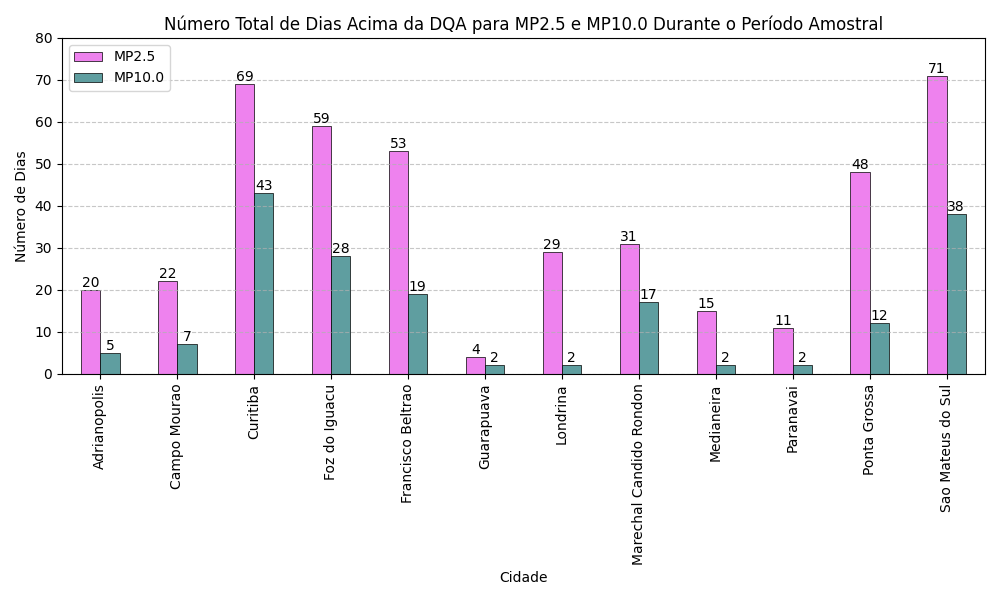 Número Total de Dias Acima da DQA para MP2.5 e MP10.0 Durante o Período Amostral
MP2.5
MP10.0
Número de Dias
80
70
60
50
40
30
20
10
0
20
5
22
7
69
43
59
28
53
19
4
2
29
2
31
17
15
2
11
2
48
12
71
38
Adrianopolis
Campo Mourao
Curitiba
Foz do Iguacu
Francisco Beltrao
Guarapuava
Londrina
Marechal Candido Rondon
Medianeira
Paranavai
Ponta Grossa
Sao Mateus do Sul
Cidade